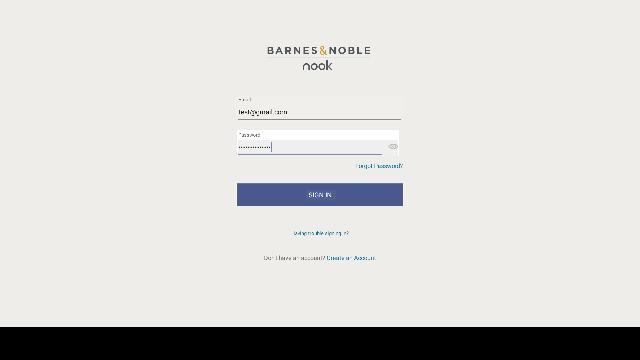 BARNES&NOBLE
nook
Email
test@gmail.com
Password
Forgot Password?
SIGN IN
Having trouble signing in?
Don't have an account? Create an Account